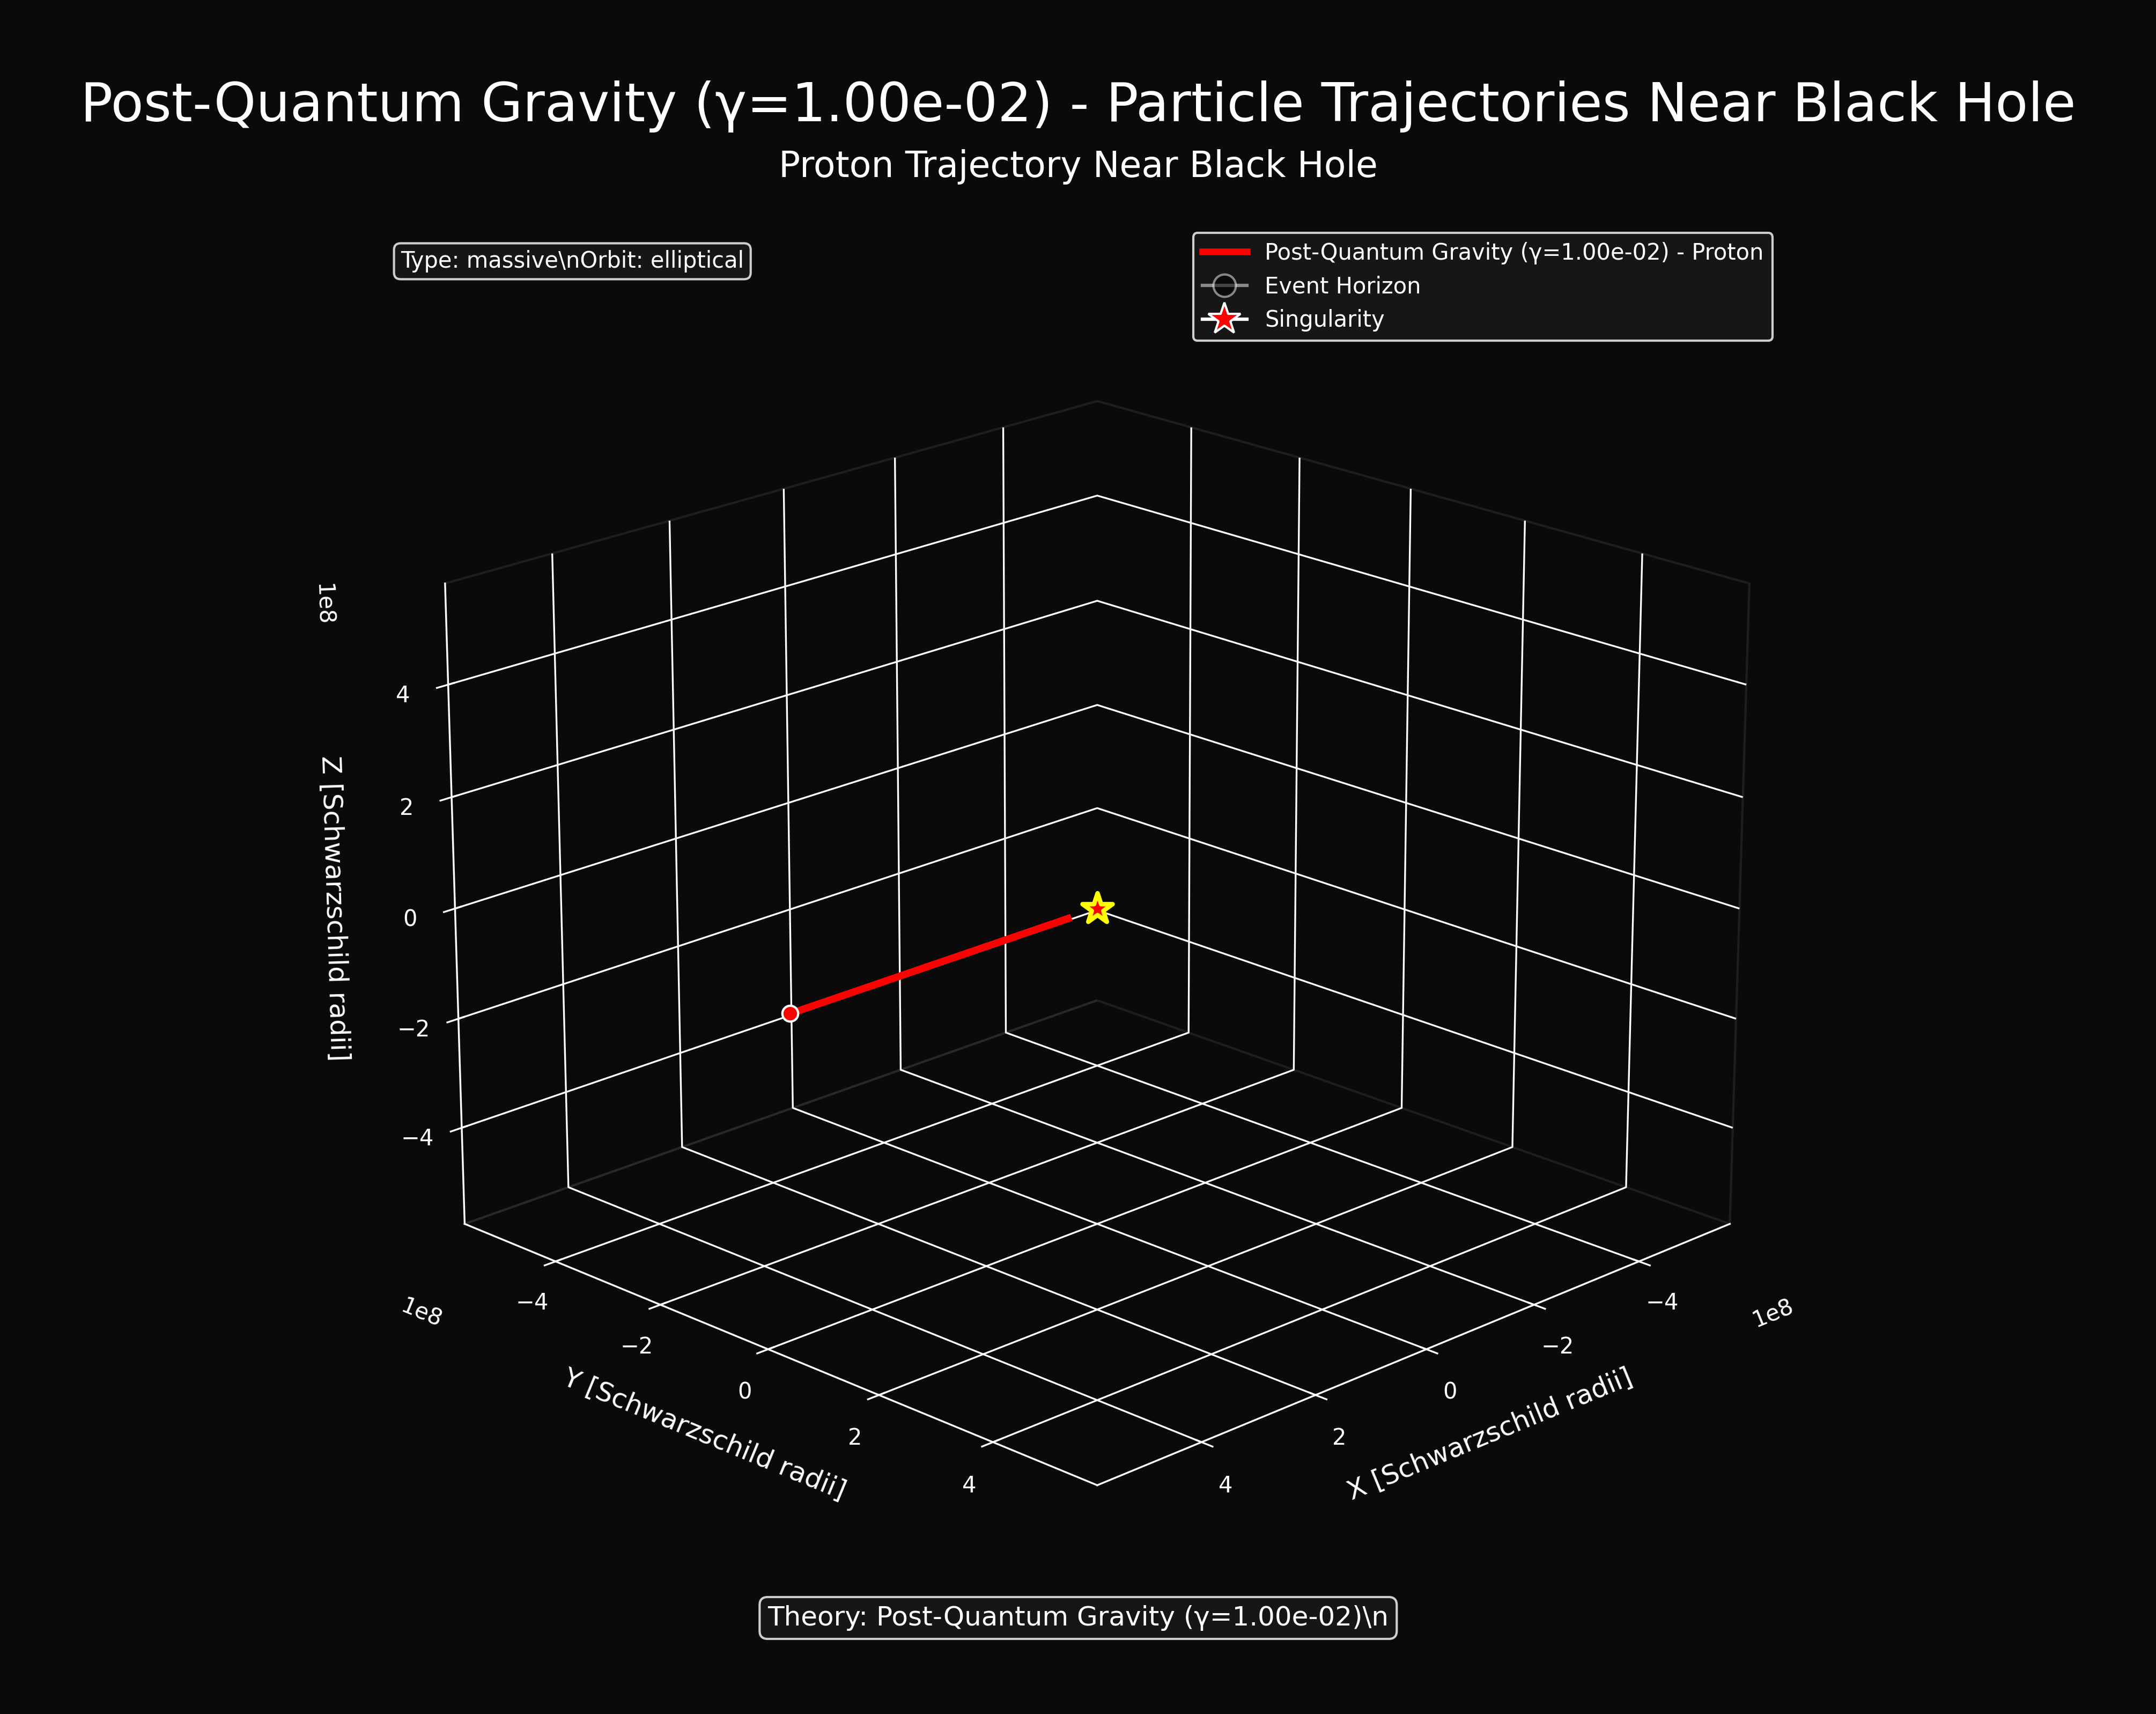 Post-Quantum Gravity (γ=1.00e-02) - Particle Trajectories Near Black Hole
Proton Trajectory Near Black Hole
Type: massive\nOrbit: elliptical
Post-Quantum Gravity (γ=1.00e-02) - Proton
Event Horizon
Singularity
1e8
4
2
0
−2
−4
Z [Schwarzschild radii]
1e8
−4
−2
0
2
4
Y [Schwarzschild radii]
4
2
0
−2
−4
1e8
X [Schwarzschild radii]
Theory: Post-Quantum Gravity (γ=1.00e-02)\n